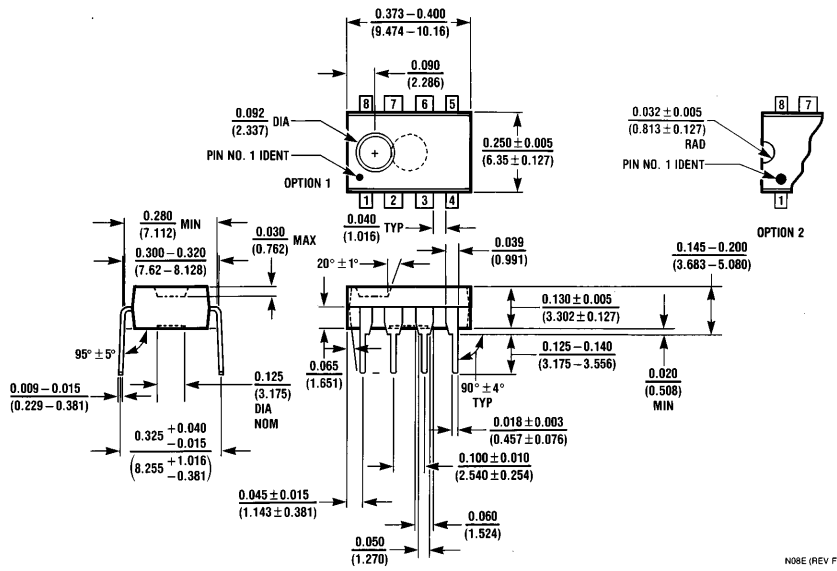 0.373–0.400
(9.474–10.16)
0.090
(2.286)
8 7 6 5
0.092 DIA
(2.337)
PIN NO. 1 IDENT
OPTION 1
+
0.250 ± 0.005
(6.35 ± 0.127)
1 2 3 4
0.032 ± 0.005
(0.813 ± 0.127)
RAD
PIN NO. 1 IDENT
8 7
1
OPTION 2
0.280 MIN
(7.112)
0.300–0.320
(7.62–8.128)
0.030 MAX
(0.762)
0.040 TYP
(1.016)
0.039
(0.991)
20° ±1°
0.145–0.200
(3.683–5.080)
0.130 ± 0.005
(3.302 ± 0.127)
0.125–0.140
(3.175–3.556)
0.020
(0.508)
MIN
95° ±5°
0.065
(1.651)
90° ±4°
TYP
0.009–0.015
(0.229–0.381)
0.125
(3.175)
DIA
NOM
0.018 ± 0.003
(0.457 ± 0.076)
0.325 +0.040 −0.015
(8.255 +1.016 −0.381)
0.100 ± 0.010
(2.540 ± 0.254)
0.045 ± 0.015
(1.143 ± 0.381)
0.060
(1.524)
0.050
(1.270)
N08E (REV F